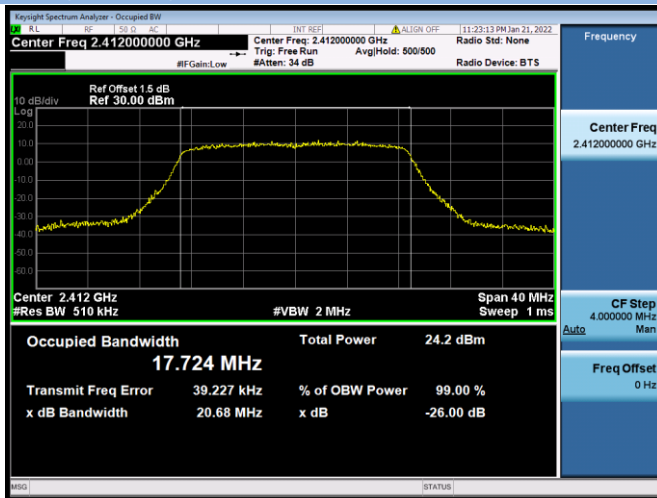 Keysight Spectrum Analyzer - Occupied BW
RL RF 50 Ω AC INT REF ALIGN OFF 11:23:13 PM Jan 21, 2022
Center Freq 2.412000000 GHz
Center Freq: 2.412000000 GHz
Radio Std: None
Trig: Free Run Avg|Hold: 500/500
#IFGain:Low #Atten: 34 dB Radio Device: BTS
Ref Offset 1.5 dB
10 dB/div Ref 30.00 dBm
Log
20.0
10.0
0.00
-10.0
-20.0
-30.0
-40.0
-50.0
-60.0
Center 2.412 GHz Span 40 MHz
#Res BW 510 kHz #VBW 2 MHz Sweep 1 ms
Occupied Bandwidth Total Power 24.2 dBm
17.724 MHz
Transmit Freq Error 39.227 kHz % of OBW Power 99.00 %
x dB Bandwidth 20.68 MHz x dB -26.00 dB
MSG STATUS
Frequency
Center Freq
2.412000000 GHz
CF Step
4.000000 MHz
Auto Man
Freq Offset
0 Hz